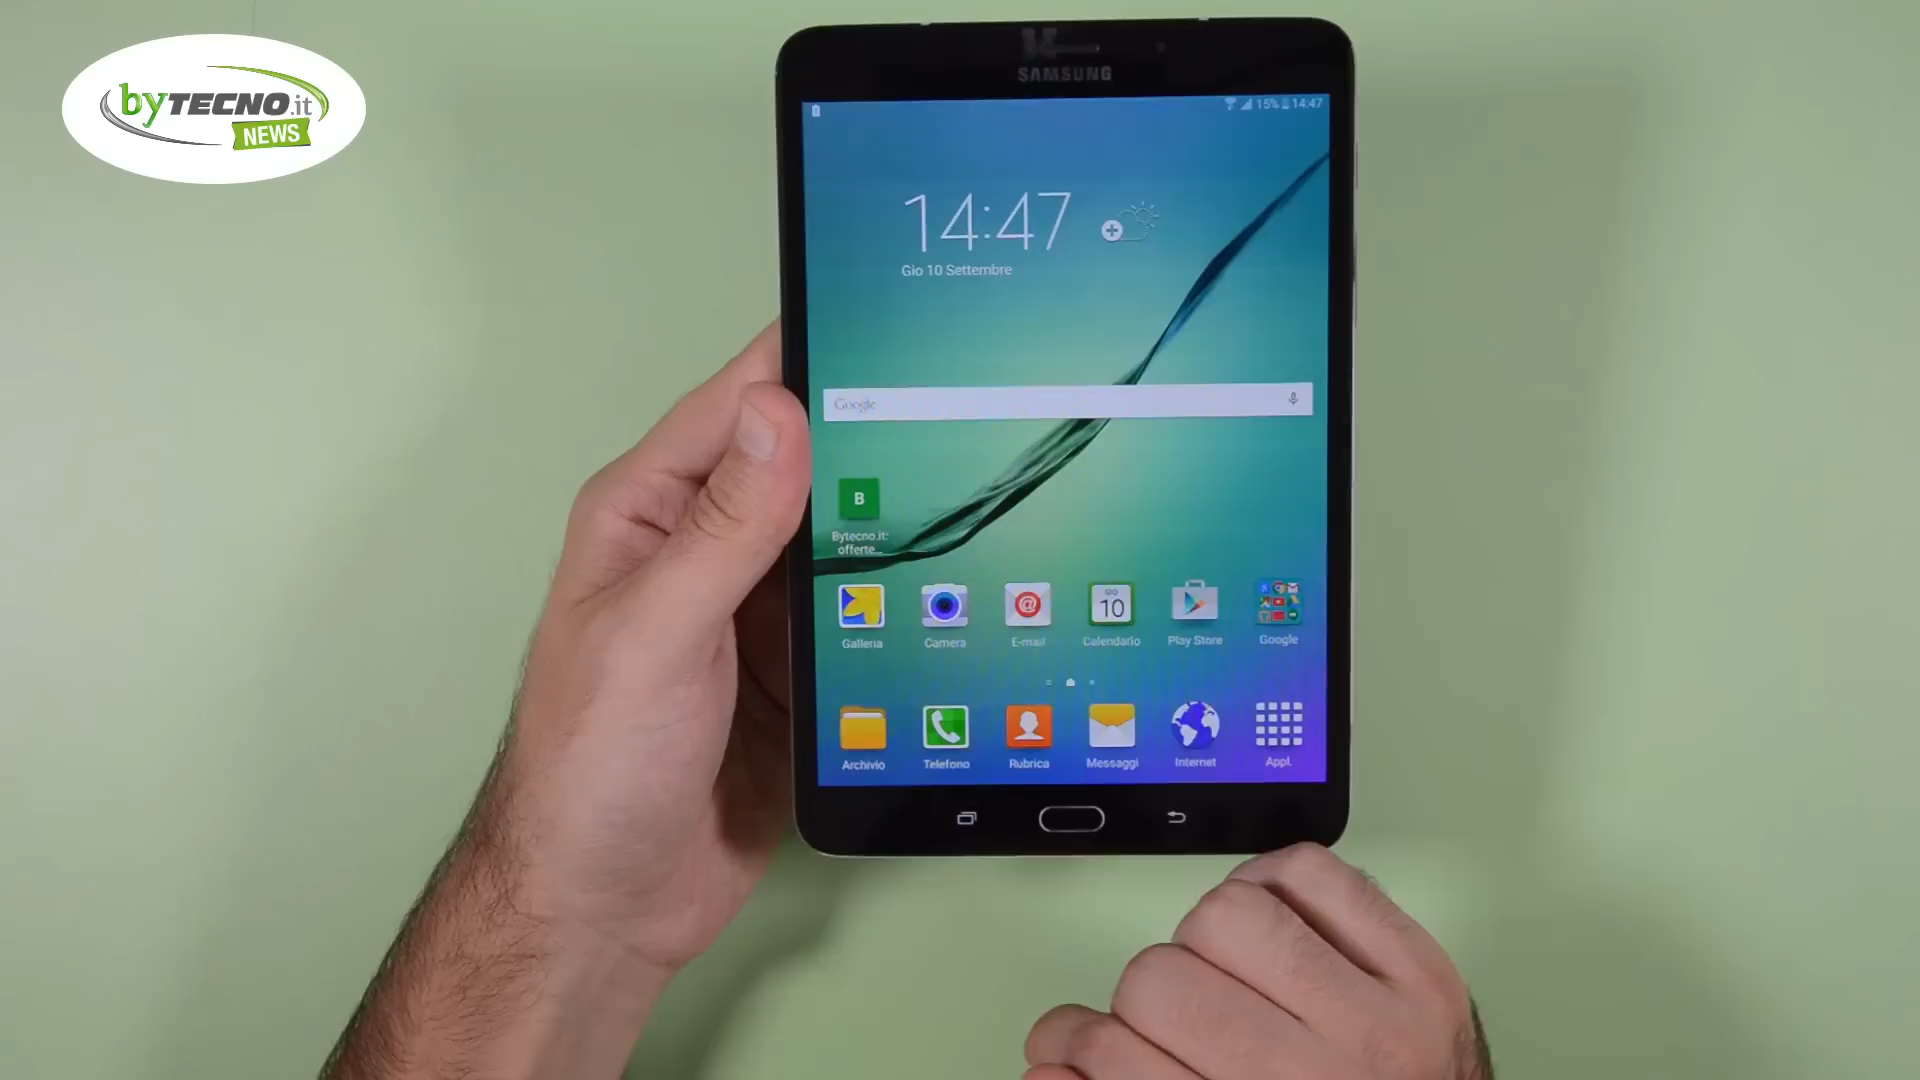 byTECNO.it
NEWS
SAMSUNG
15% 14:47
14:47
Gio 10 Settembre
Google
B
Bytecno.it:
offerte...
10
Galleria Camera E-mail Calendario Play Store Google
Archivio Telefono Rubrica Messaggi Internet Appl.